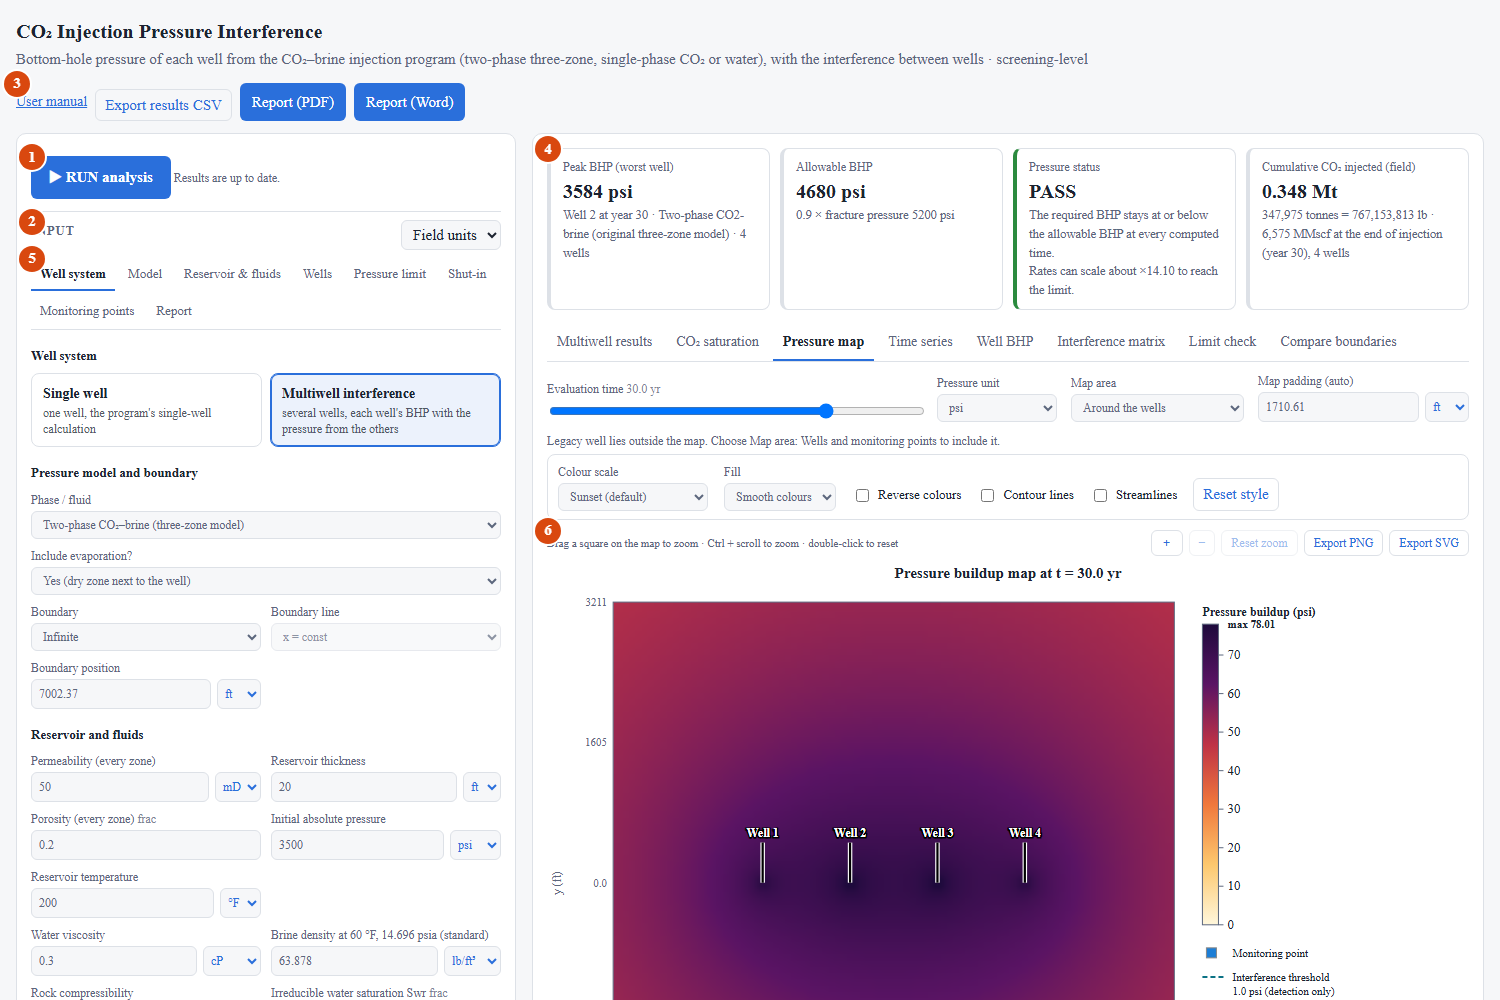 CO₂ Injection Pressure Interference
Bottom-hole pressure of each well from the CO₂–brine injection program (two-phase three-zone, single-phase CO₂ or water), with the interference between wells · screening-level
3
User manual
Export results CSV
Report (PDF)
Report (Word)
1
▶ RUN analysis
Results are up to date.
2
PUT
Field units
5
Well system
Model
Reservoir & fluids
Wells
Pressure limit
Shut-in
Monitoring points
Report
Well system
Single well
one well, the program's single-well
calculation
Multiwell interference
several wells, each well's BHP with the
pressure from the others
Pressure model and boundary
Phase / fluid
Two-phase CO₂–brine (three-zone model)
Include evaporation?
Yes (dry zone next to the well)
Boundary
Boundary line
Infinite
x = const
Boundary position
7002.37
ft
Reservoir and fluids
Permeability (every zone)
Reservoir thickness
50
mD
20
ft
Porosity (every zone) frac
Initial absolute pressure
0.2
3500
psi
Reservoir temperature
200
°F
Water viscosity
Brine density at 60 °F, 14.696 psia (standard)
0.3
cP
63.878
lb/ft³
Rock compressibility
Irreducible water saturation Swr frac
4
Peak BHP (worst well)
3584 psi
Well 2 at year 30 · Two-phase CO2-
brine (original three-zone model) · 4
wells
Allowable BHP
4680 psi
0.9 × fracture pressure 5200 psi
Pressure status
PASS
The required BHP stays at or below
the allowable BHP at every computed
time.
Rates can scale about ×14.10 to reach
the limit.
Cumulative CO₂ injected (field)
0.348 Mt
347,975 tonnes = 767,153,813 lb ·
6,575 MMscf at the end of injection
(year 30), 4 wells
Multiwell results
CO₂ saturation
Pressure map
Time series
Well BHP
Interference matrix
Limit check
Compare boundaries
Evaluation time 30.0 yr
Pressure unit
psi
Map area
Around the wells
Map padding (auto)
1710.61
ft
Legacy well lies outside the map. Choose Map area: Wells and monitoring points to include it.
Colour scale
Sunset (default)
Fill
Smooth colours
Reverse colours
Contour lines
Streamlines
Reset style
6
Drag a square on the map to zoom · Ctrl + scroll to zoom · double-click to reset
+
−
Reset zoom
Export PNG
Export SVG
Pressure buildup map at t = 30.0 yr
3211
1605
0.0
y (ft)
Well 1
Well 2
Well 3
Well 4
Pressure buildup (psi)
max 78.01
70
60
50
40
30
20
10
0
Monitoring point
Interference threshold
1.0 psi (detection only)